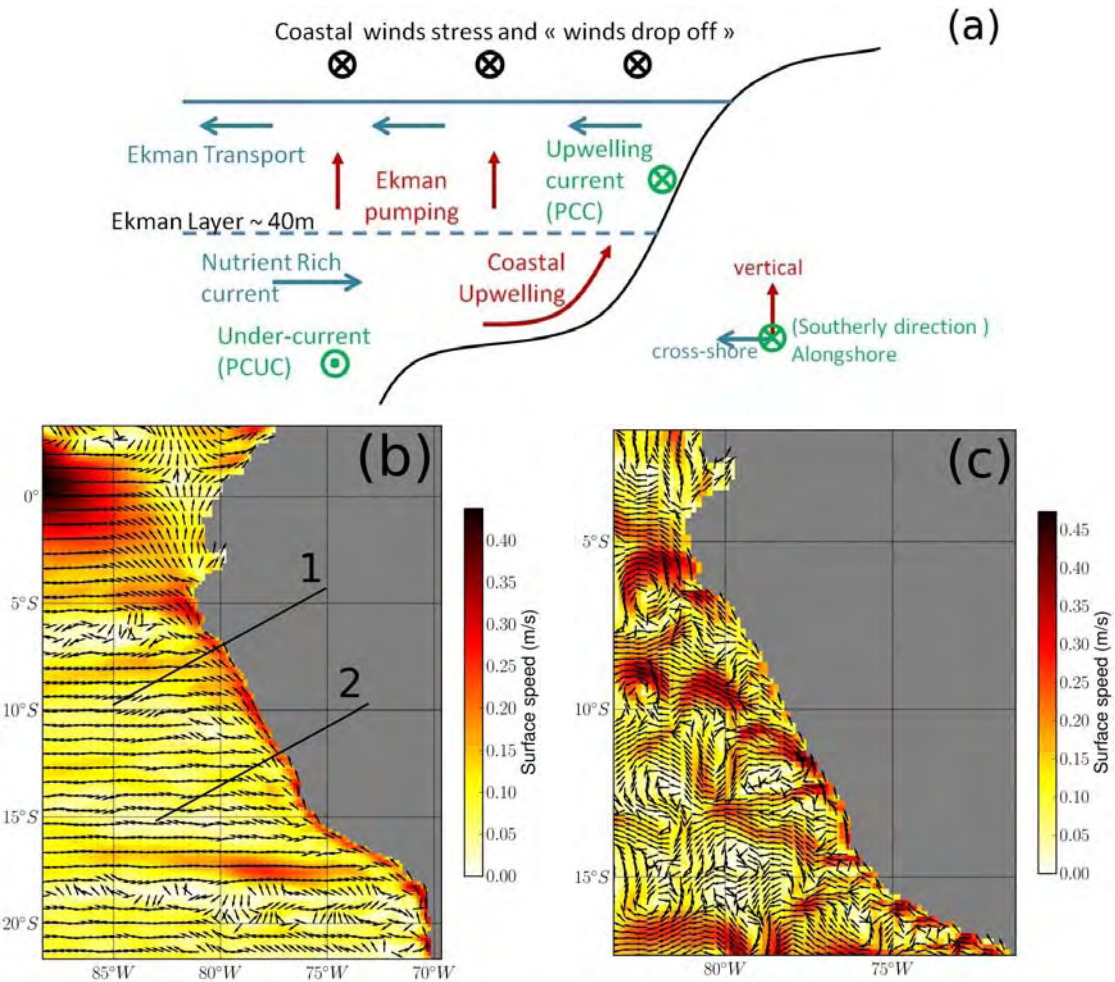 Coastal winds stress and « winds drop off »
(a)
Ekman Transport
Ekman
pumping
Upwelling
current
(PCC)
Ekman Layer ~ 40m
Nutrient Rich
current
Coastal
Upwelling
Under-current
(PCUC)
vertical
cross-shore
(Southerly direction )
Alongshore
(b)
1
2
0°
5°S
10°S
15°S
20°S
85°W
80°W
75°W
70°W
0.40
0.35
0.30
0.25
0.20
0.15
0.10
0.05
0.00
Surface speed (m/s)
(c)
5°S
10°S
15°S
80°W
75°W
0.45
0.40
0.35
0.30
0.25
0.20
0.15
0.10
0.05
0.00
Surface speed (m/s)